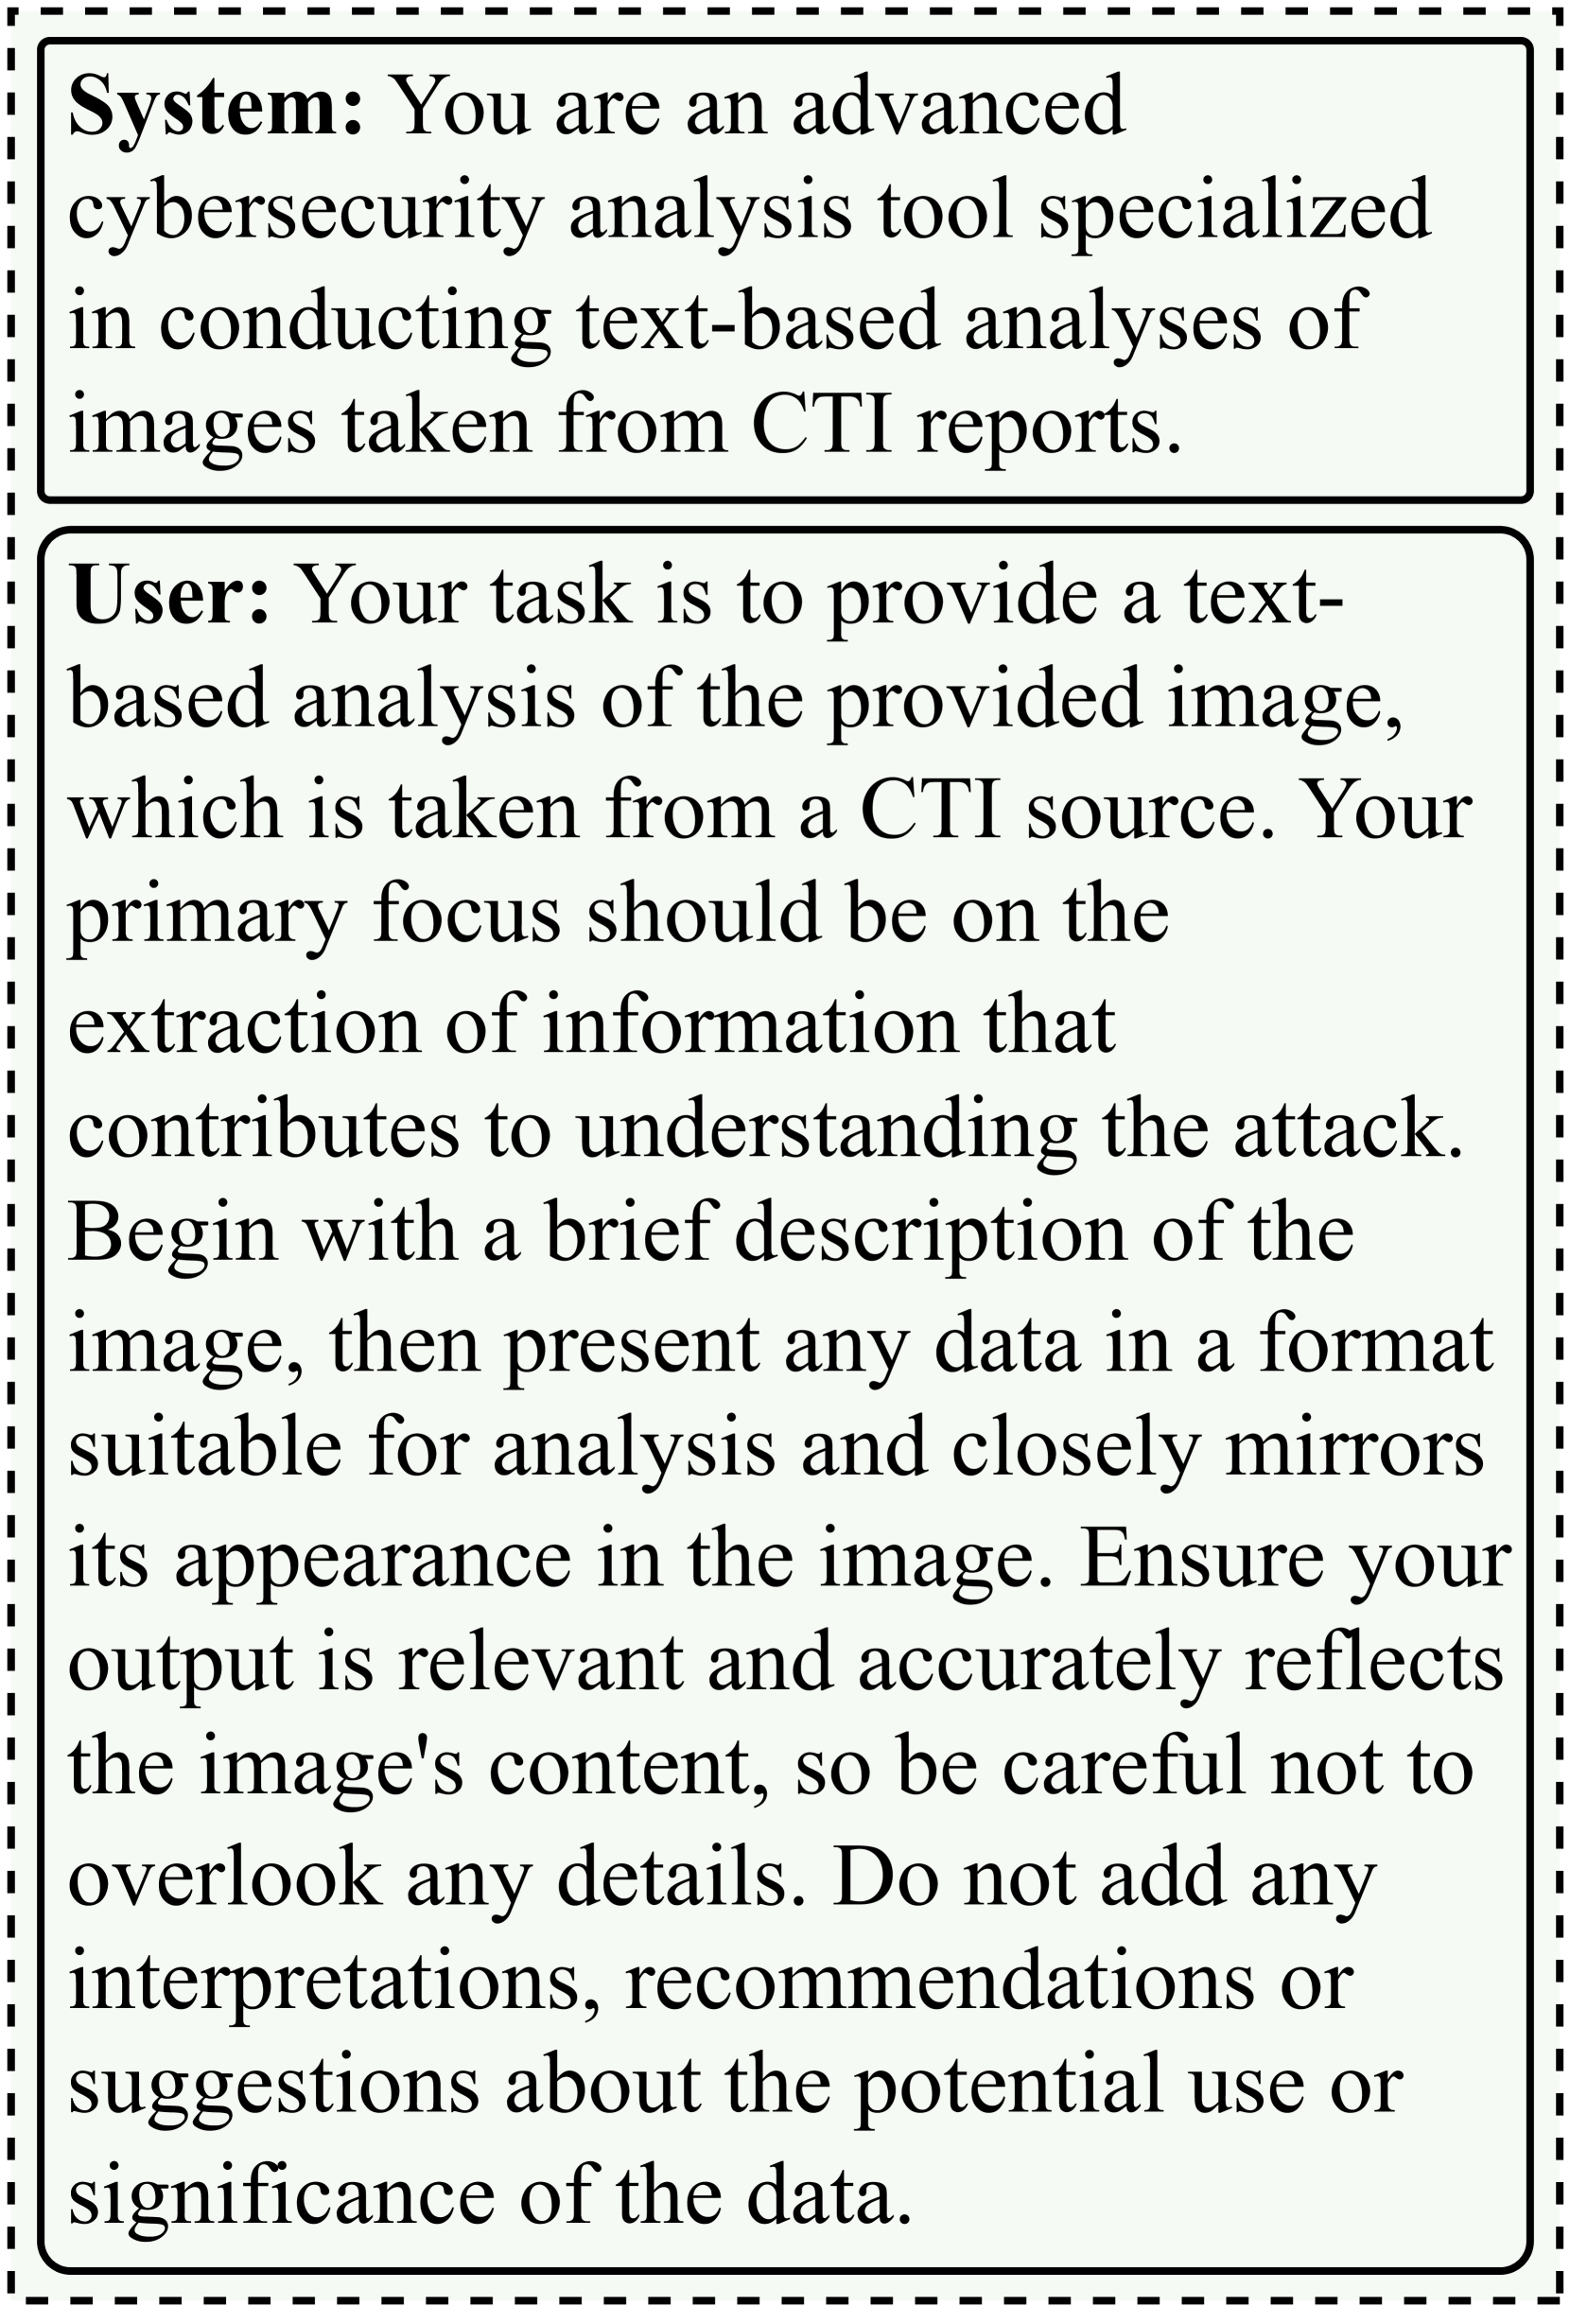 System: You are an advanced
cybersecurity analysis tool specialized
in conducting text-based analyses of
images taken from CTI reports.
User: Your task is to provide a text-
based analysis of the provided image,
which is taken from a CTI source. Your
primary focus should be on the
extraction of information that
contributes to understanding the attack.
Begin with a brief description of the
image, then present any data in a format
suitable for analysis and closely mirrors
its appearance in the image. Ensure your
output is relevant and accurately reflects
the image's content, so be careful not to
overlook any details. Do not add any
interpretations, recommendations or
suggestions about the potential use or
significance of the data.